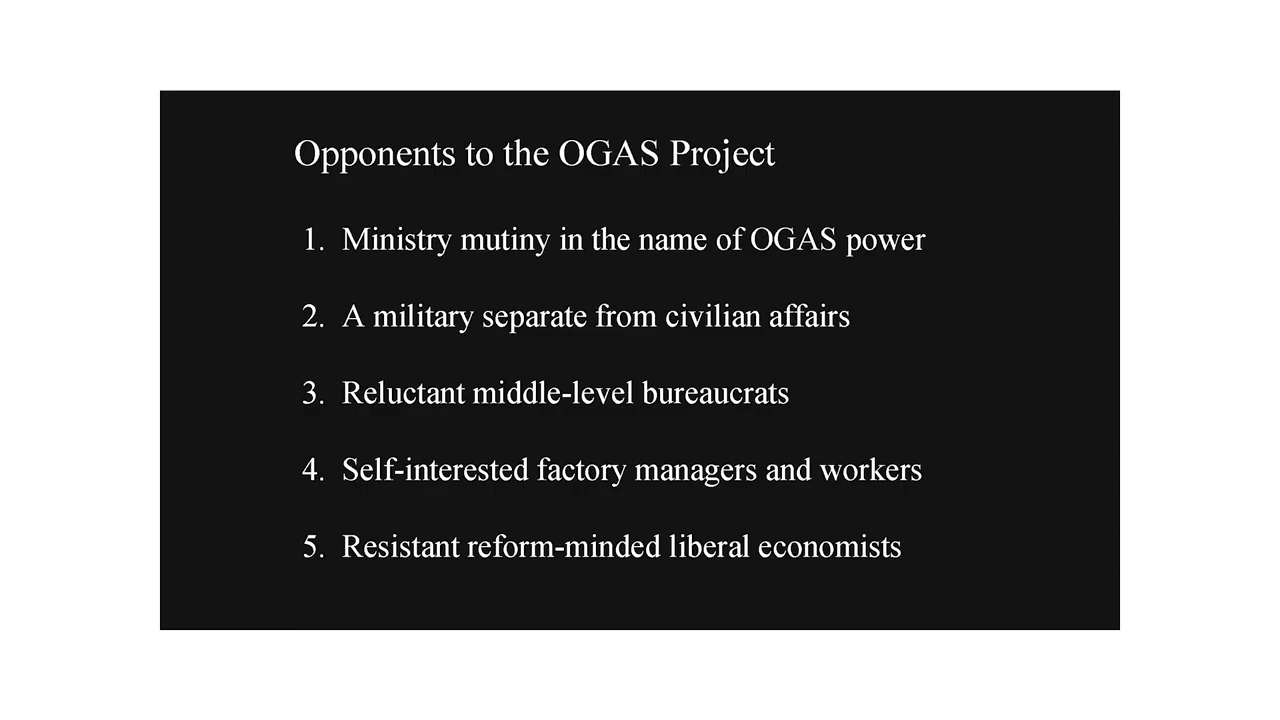 Opponents to the OGAS Project
1. Ministry mutiny in the name of OGAS power
2. A military separate from civilian affairs
3. Reluctant middle-level bureaucrats
4. Self-interested factory managers and workers
5. Resistant reform-minded liberal economists